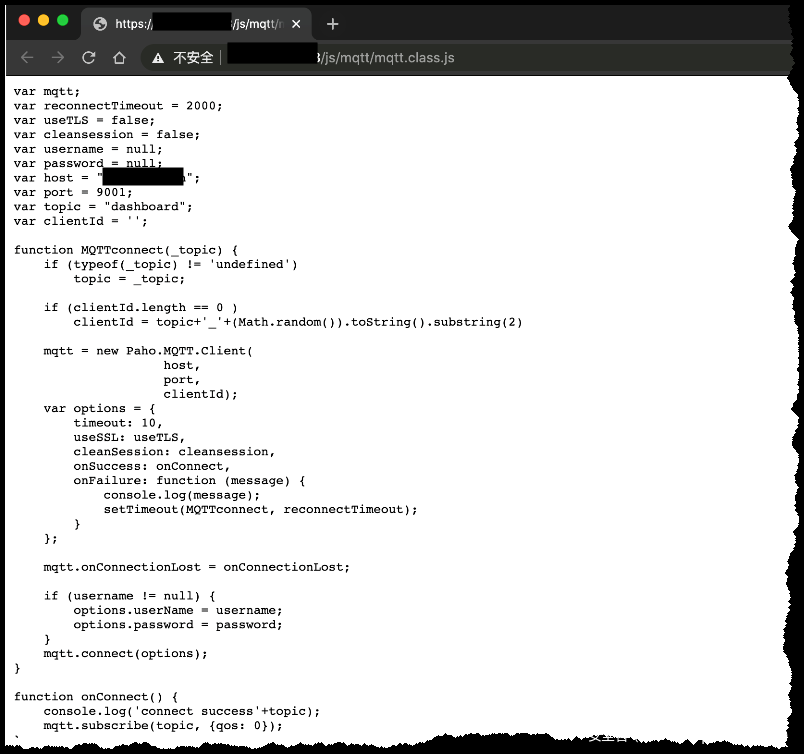 https:// /js/mqtt/
不安全 /js/mqtt/mqtt.class.js
var mqtt;
var reconnectTimeout = 2000;
var useTLS = false;
var cleansession = false;
var username = null;
var password = null;
var host = " ";
var port = 9001;
var topic = "dashboard";
var clientId = '';
function MQTTconnect(_topic) {
    if (typeof(_topic) != 'undefined')
        topic = _topic;
    if (clientId.length == 0 )
        clientId = topic+'_'+(Math.random()).toString().substring(2)
    mqtt = new Paho.MQTT.Client(
                    host,
                    port,
                    clientId);
    var options = {
        timeout: 10,
        useSSL: useTLS,
        cleanSession: cleansession,
        onSuccess: onConnect,
        onFailure: function (message) {
            console.log(message);
            setTimeout(MQTTconnect, reconnectTimeout);
        }
    };
    mqtt.onConnectionLost = onConnectionLost;
    if (username != null) {
        options.userName = username;
        options.password = password;
    }
    mqtt.connect(options);
}
function onConnect() {
    console.log('connect success'+topic);
    mqtt.subscribe(topic, {qos: 0});